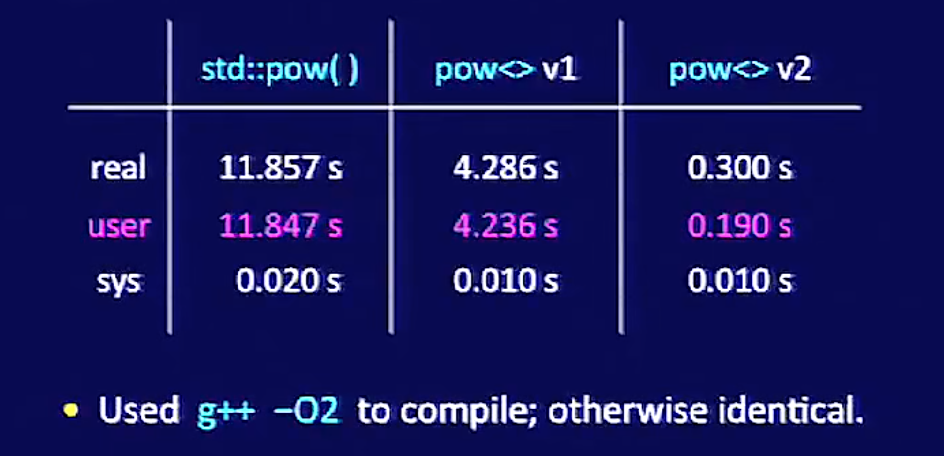 std::pow( ) pow<> v1 pow<> v2
real 11.857 s 4.286 s 0.300 s
user 11.847 s 4.236 s 0.190 s
sys 0.020 s 0.010 s 0.010 s
• Used g++ -O2 to compile; otherwise identical.